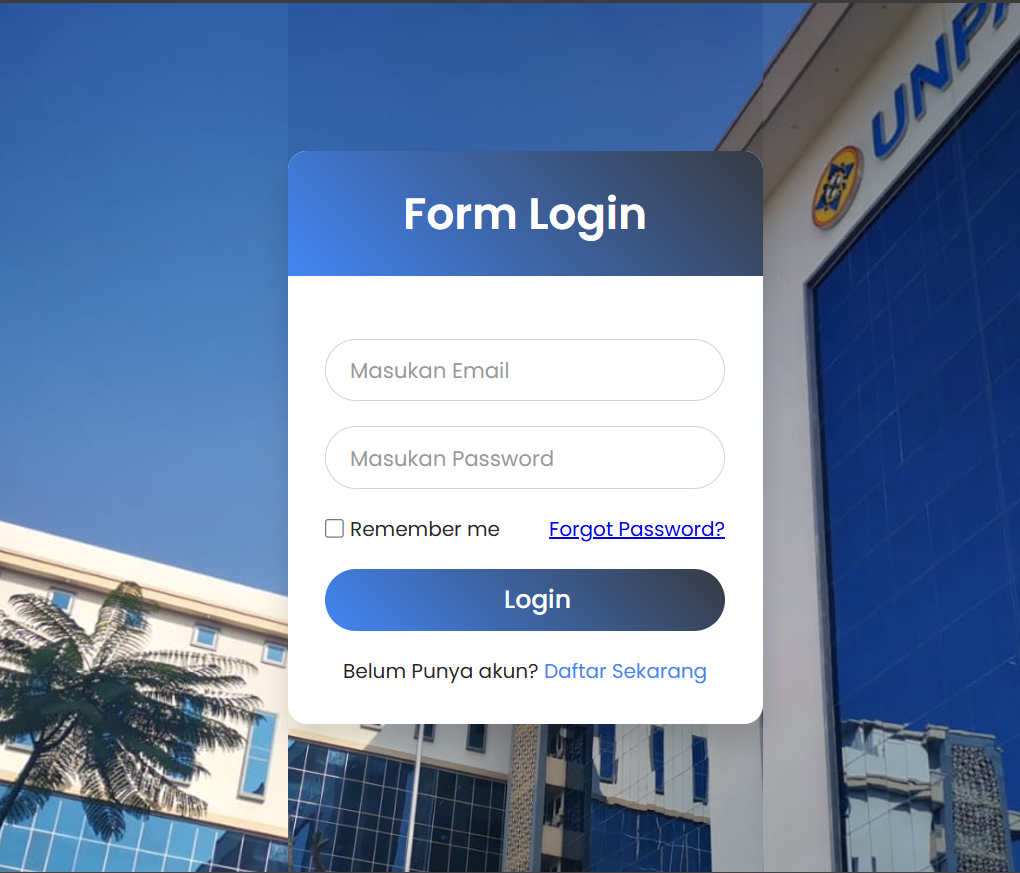 UNP
Form Login
Masukan Email
Masukan Password
Remember me
Forgot Password?
Login
Belum Punya akun? Daftar Sekarang